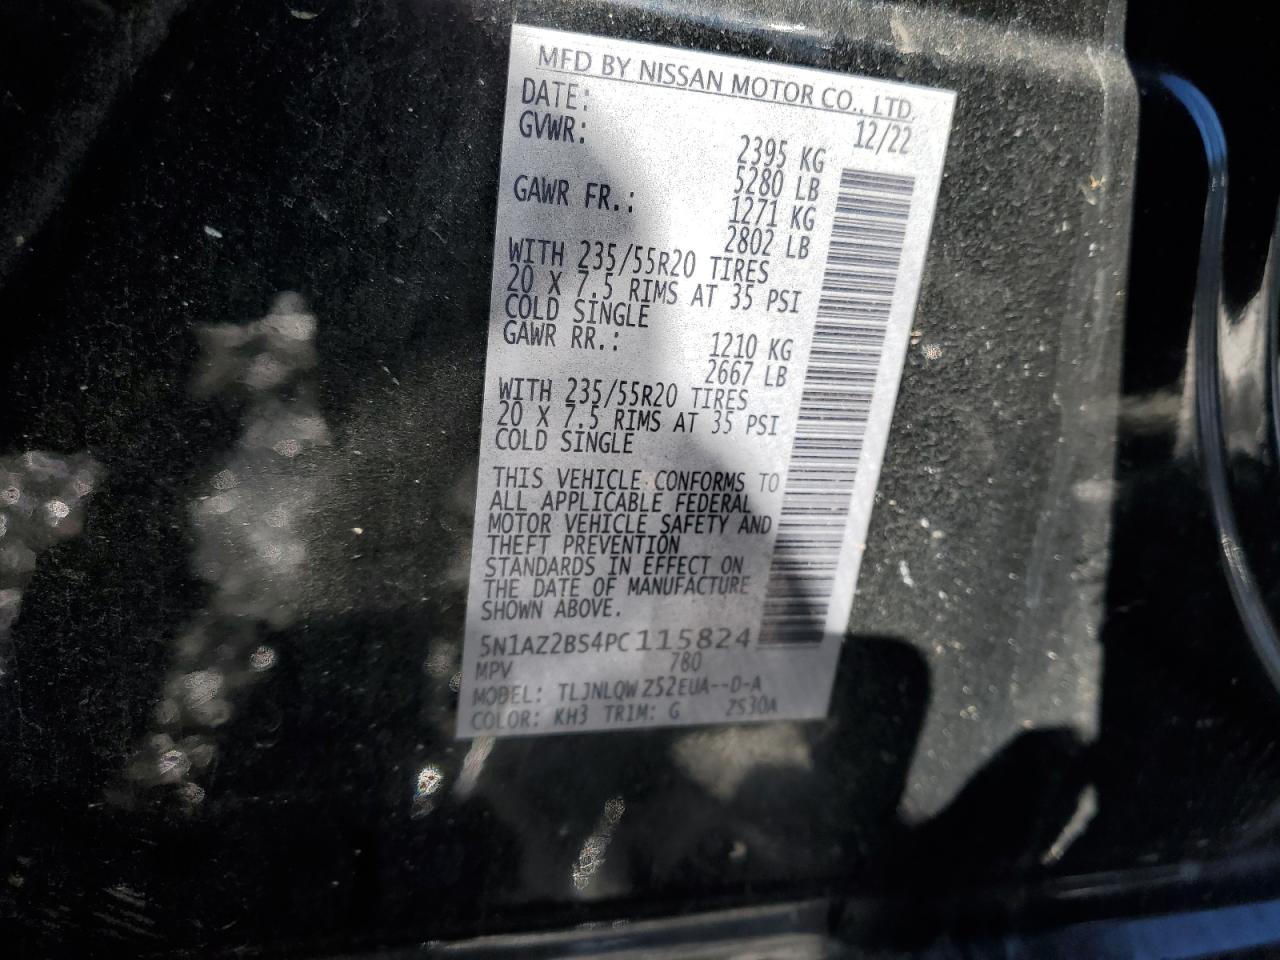 MFD BY NISSAN MOTOR CO., LTD.
DATE: 12/22
GVWR: 2395 KG
5280 LB
GAWR FR.: 1271 KG
2802 LB
WITH 235/55R20 TIRES
20 X 7.5 RIMS AT 35 PSI
COLD SINGLE
GAWR RR.: 1210 KG
2667 LB
WITH 235/55R20 TIRES
20 X 7.5 RIMS AT 35 PSI
COLD SINGLE
THIS VEHICLE CONFORMS TO
ALL APPLICABLE FEDERAL
MOTOR VEHICLE SAFETY AND
THEFT PREVENTION
STANDARDS IN EFFECT ON
THE DATE OF MANUFACTURE
SHOWN ABOVE.
5N1AZ2BS4PC115824
MPV 780
MODEL: TLJNLQW Z52EUA--D-A
COLOR: KH3 TRIM: G ZS30A